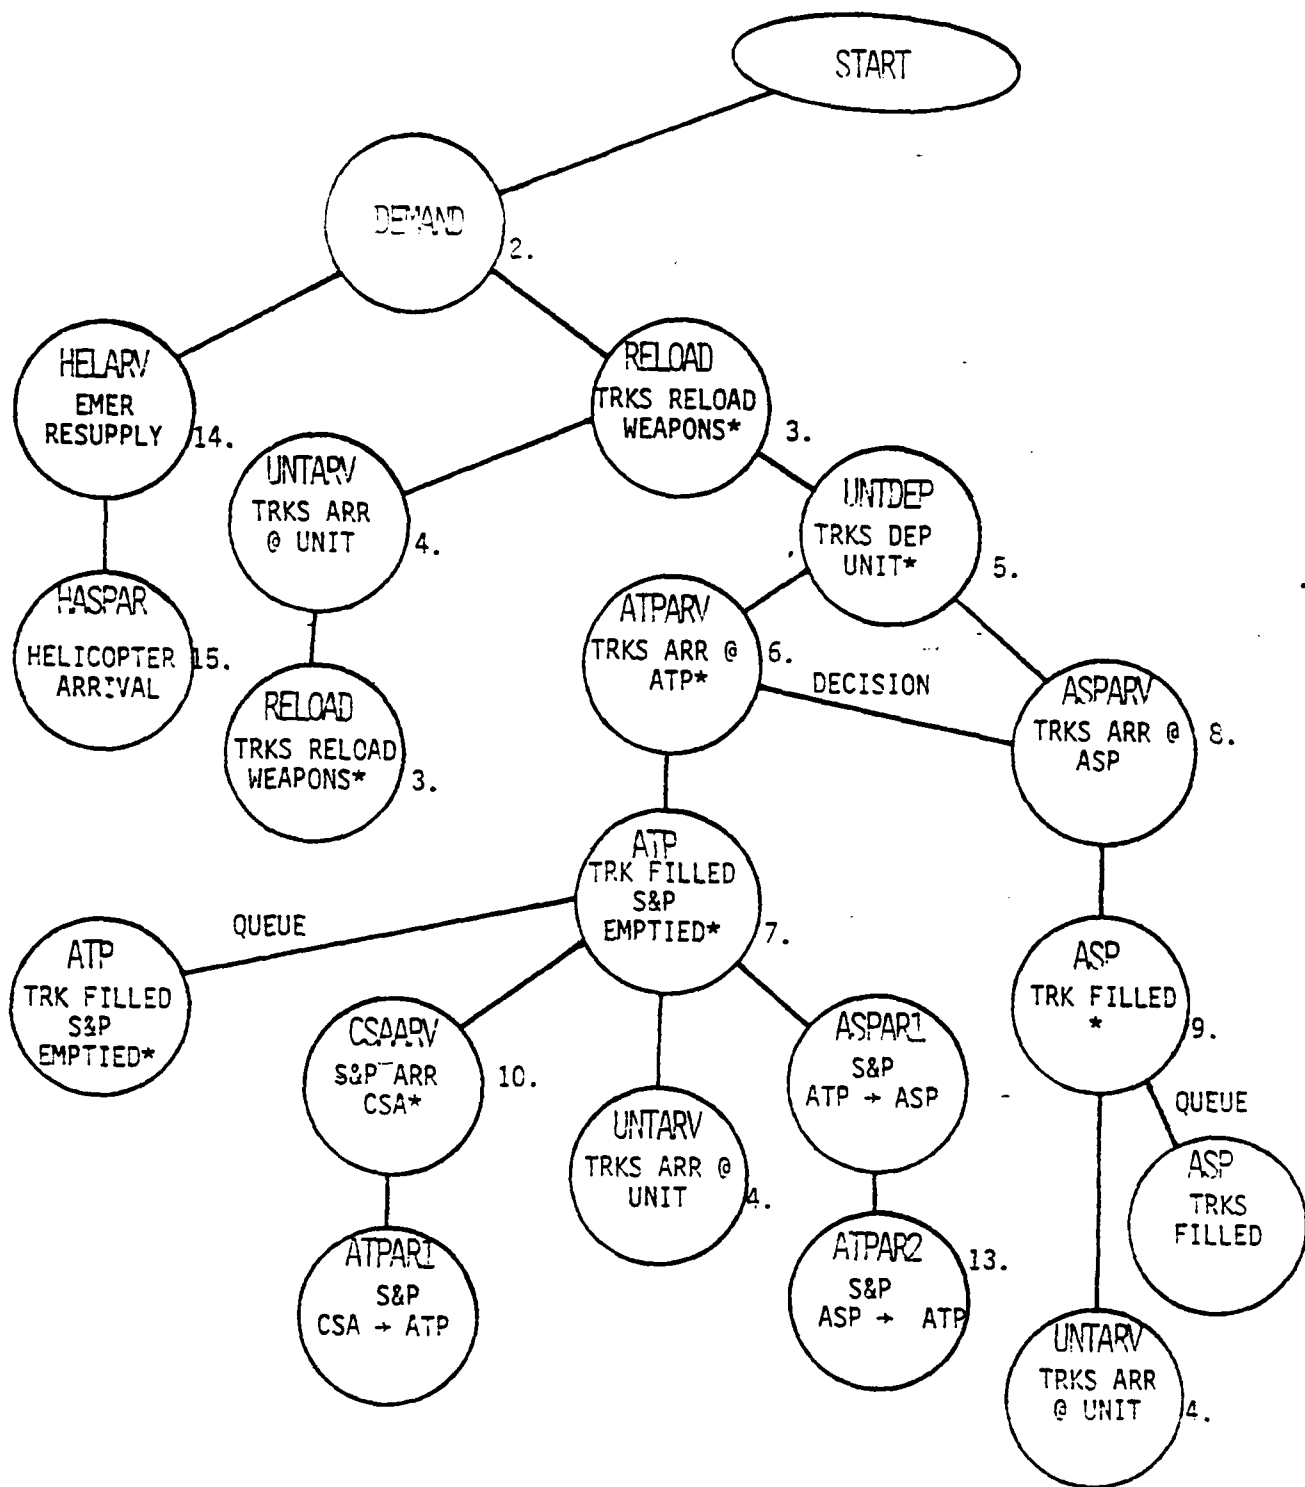 START
DEMAND
2.
HELARV
EMER
RESUPPLY
14.
RELOAD
TRKS RELOAD
WEAPONS*
3.
UNTARV
TRKS ARR
@ UNIT
4.
UNTDEP
TRKS DEP
UNIT*
5.
HASPAR
HELICOPTER
ARRIVAL
15.
RELOAD
TRKS RELOAD
WEAPONS*
3.
ATPARV
TRKS ARR @
ATP*
6.
DECISION
ASPARV
TRKS ARR @
ASP
8.
ATP
TRK FILLED
S&P
EMPTIED*
7.
QUEUE
ATP
TRK FILLED
S&P
EMPTIED*
CSAARV
S&P ARR
CSA*
10.
UNTARV
TRKS ARR @
UNIT
4.
ASPAR1
S&P
ATP → ASP
ASP
TRK FILLED
*
9.
QUEUE
ASP
TRKS
FILLED
ATPAR1
S&P
CSA → ATP
ATPAR2
S&P
ASP → ATP
13.
UNTARV
TRKS ARR
@ UNIT
4.